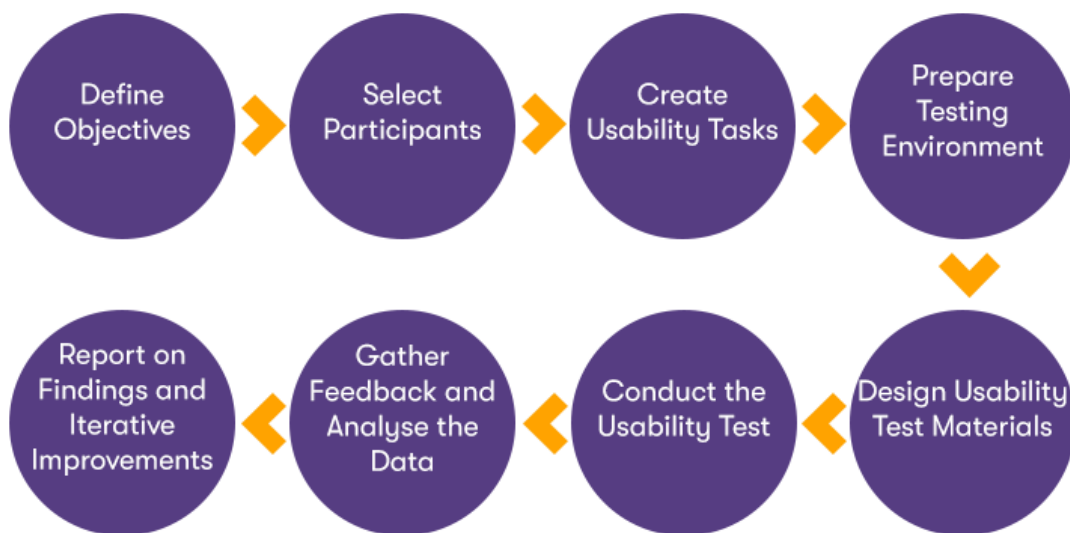 Define
Objectives
Select
Participants
Create
Usability Tasks
Prepare
Testing
Environment
Design Usability
Test Materials
Conduct the
Usability Test
Gather
Feedback and
Analyse the
Data
Report on
Findings and
Iterative
Improvements